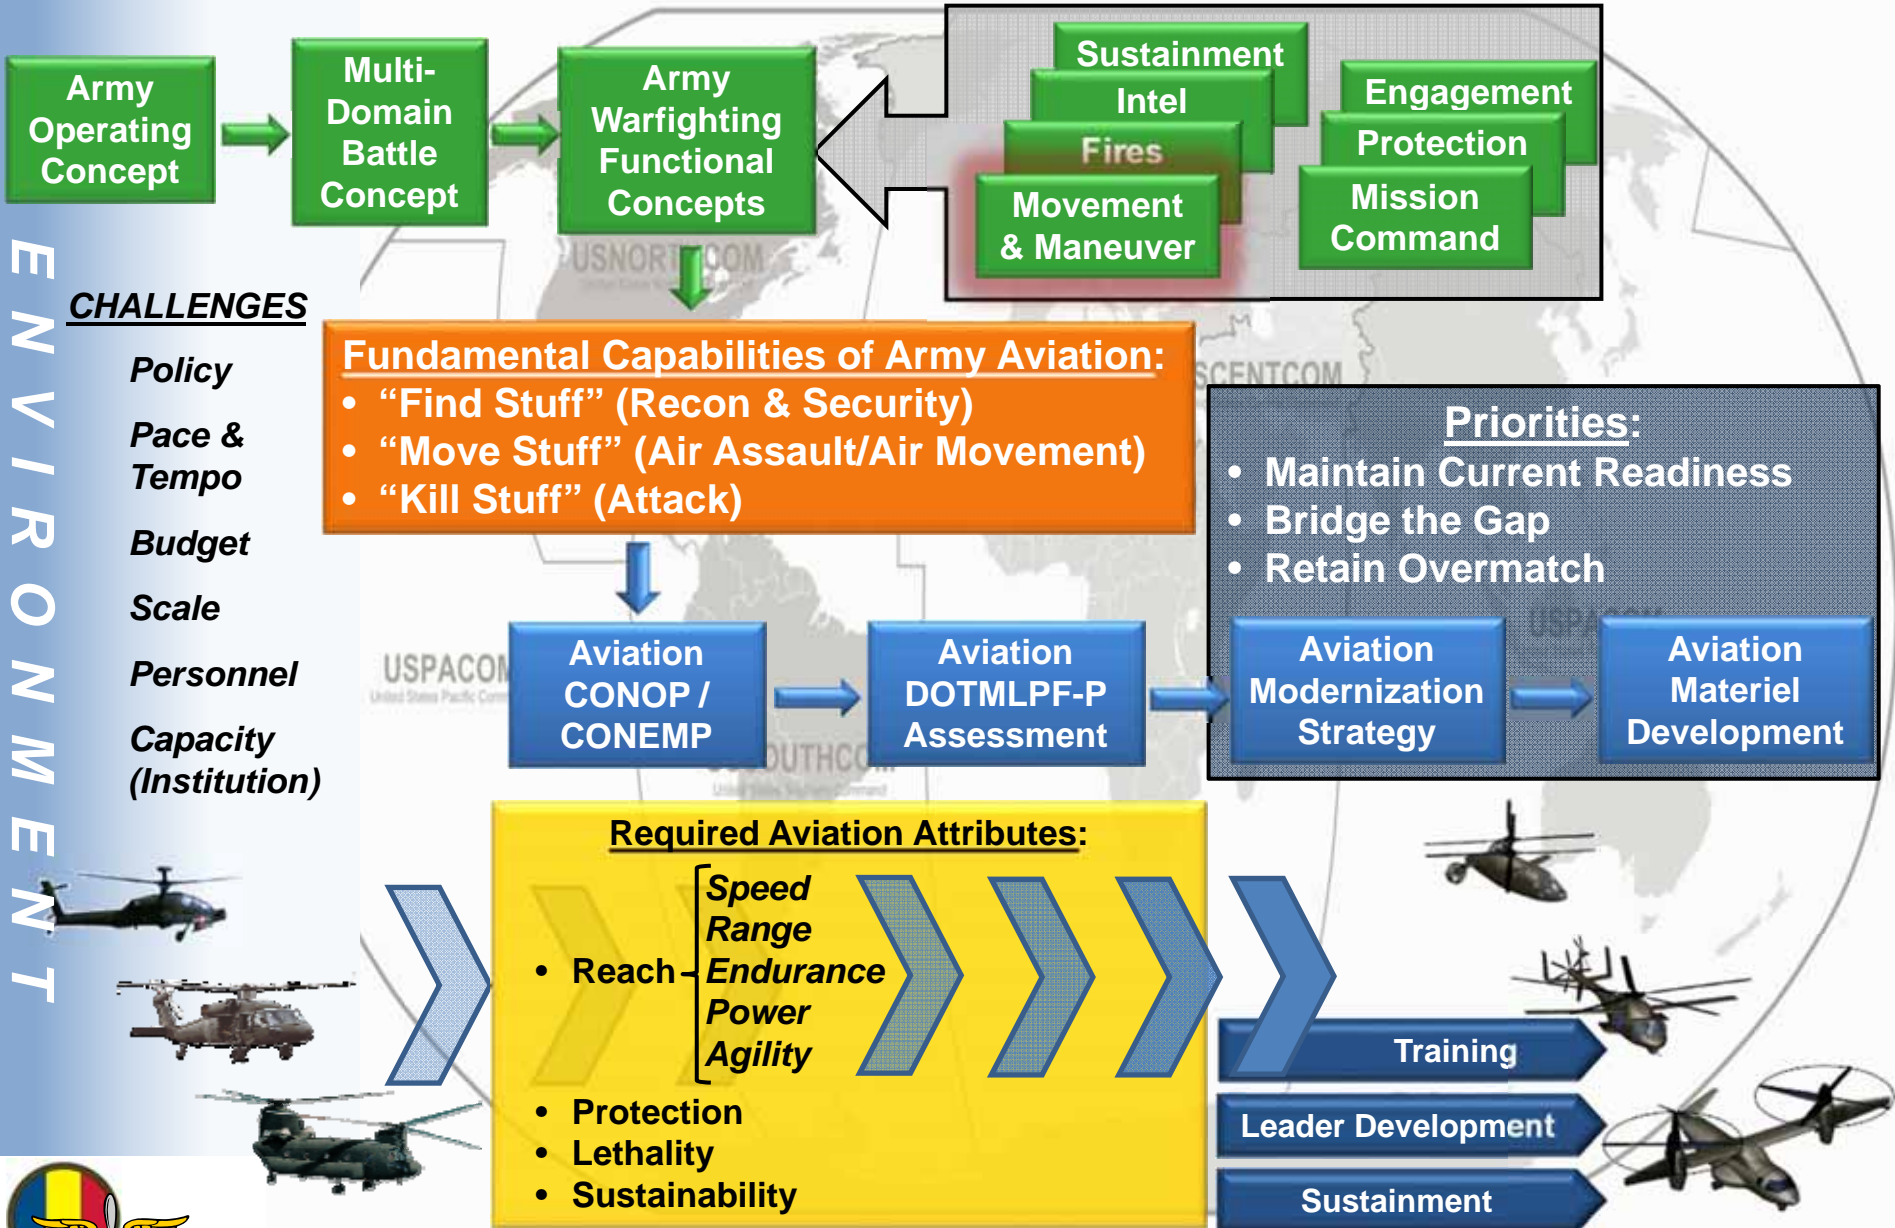 Army
Operating
Concept
Multi-
Domain
Battle
Concept
Army
Warfighting
Functional
Concepts
Sustainment
Intel
Fires
Movement
& Maneuver
Engagement
Protection
Mission
Command
ENVIRONMENT
CHALLENGES
Policy
Pace &
Tempo
Budget
Scale
Personnel
Capacity
(Institution)
Fundamental Capabilities of Army Aviation:
• “Find Stuff” (Recon & Security)
• “Move Stuff” (Air Assault/Air Movement)
• “Kill Stuff” (Attack)
SCENTCOM
Priorities:
• Maintain Current Readiness
• Bridge the Gap
• Retain Overmatch
USPACOM
United States Pacific Com
Aviation
CONOP /
CONEMP
Aviation
DOTMLPF-P
Assessment
Aviation
Modernization
Strategy
Aviation
Materiel
Development
Required Aviation Attributes:
• Reach
Speed
Range
Endurance
Power
Agility
• Protection
• Lethality
• Sustainability
Training
Leader Development
Sustainment